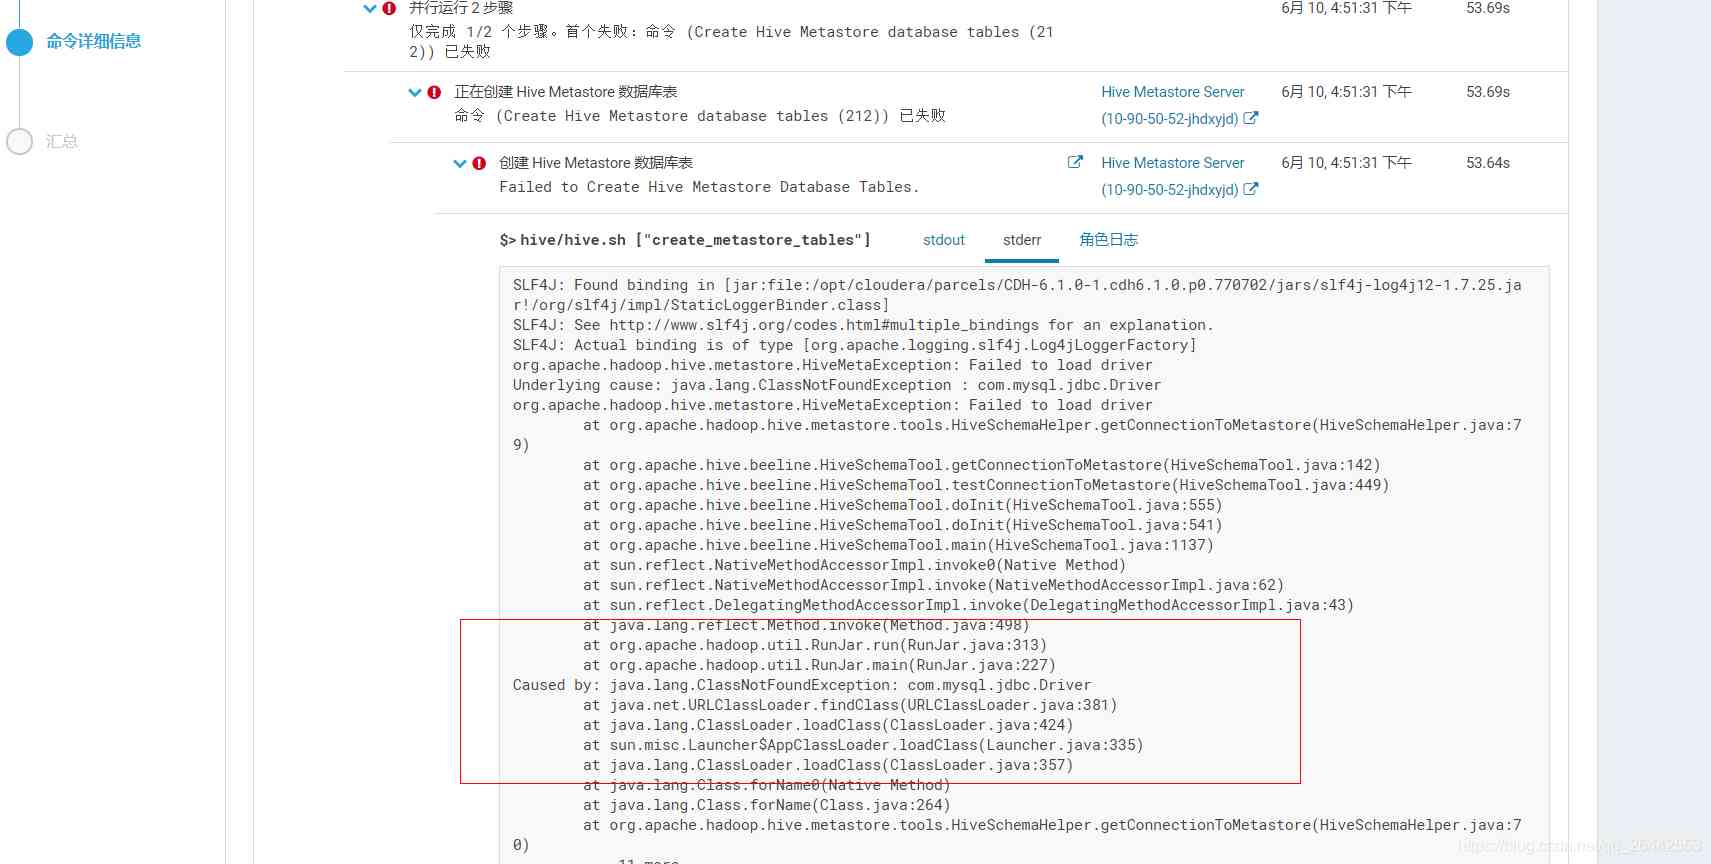 并行运行 2 步骤
6月 10, 4:51:31 下午
53.69s
仅完成 1/2 个步骤。首个失败：命令 (Create Hive Metastore database tables (21
2)) 已失败
命令详细信息
汇总
正在创建 Hive Metastore 数据库表
Hive Metastore Server
6月 10, 4:51:31 下午
53.69s
命令 (Create Hive Metastore database tables (212)) 已失败
(10-90-50-52-jhdxyjd)
创建 Hive Metastore 数据库表
Hive Metastore Server
6月 10, 4:51:31 下午
53.64s
Failed to Create Hive Metastore Database Tables.
(10-90-50-52-jhdxyjd)
$> hive/hive.sh ["create_metastore_tables"]
stdout
stderr
角色日志
SLF4J: Found binding in [jar:file:/opt/cloudera/parcels/CDH-6.1.0-1.cdh6.1.0.p0.770702/jars/slf4j-log4j12-1.7.25.ja
r!/org/slf4j/impl/StaticLoggerBinder.class]
SLF4J: See http://www.slf4j.org/codes.html#multiple_bindings for an explanation.
SLF4J: Actual binding is of type [org.apache.logging.slf4j.Log4jLoggerFactory]
org.apache.hadoop.hive.metastore.HiveMetaException: Failed to load driver
Underlying cause: java.lang.ClassNotFoundException : com.mysql.jdbc.Driver
org.apache.hadoop.hive.metastore.HiveMetaException: Failed to load driver
at org.apache.hadoop.hive.metastore.tools.HiveSchemaHelper.getConnectionToMetastore(HiveSchemaHelper.java:7
9)
at org.apache.hive.beeline.HiveSchemaTool.getConnectionToMetastore(HiveSchemaTool.java:142)
at org.apache.hive.beeline.HiveSchemaTool.testConnectionToMetastore(HiveSchemaTool.java:449)
at org.apache.hive.beeline.HiveSchemaTool.doInit(HiveSchemaTool.java:555)
at org.apache.hive.beeline.HiveSchemaTool.doInit(HiveSchemaTool.java:541)
at org.apache.hive.beeline.HiveSchemaTool.main(HiveSchemaTool.java:1137)
at sun.reflect.NativeMethodAccessorImpl.invoke0(Native Method)
at sun.reflect.NativeMethodAccessorImpl.invoke(NativeMethodAccessorImpl.java:62)
at sun.reflect.DelegatingMethodAccessorImpl.invoke(DelegatingMethodAccessorImpl.java:43)
at java.lang.reflect.Method.invoke(Method.java:498)
at org.apache.hadoop.util.RunJar.run(RunJar.java:313)
at org.apache.hadoop.util.RunJar.main(RunJar.java:227)
Caused by: java.lang.ClassNotFoundException: com.mysql.jdbc.Driver
at java.net.URLClassLoader.findClass(URLClassLoader.java:381)
at java.lang.ClassLoader.loadClass(ClassLoader.java:424)
at sun.misc.Launcher$AppClassLoader.loadClass(Launcher.java:335)
at java.lang.ClassLoader.loadClass(ClassLoader.java:357)
at java.lang.Class.forName0(Native Method)
at java.lang.Class.forName(Class.java:264)
at org.apache.hadoop.hive.metastore.tools.HiveSchemaHelper.getConnectionToMetastore(HiveSchemaHelper.java:7
0)
11 more